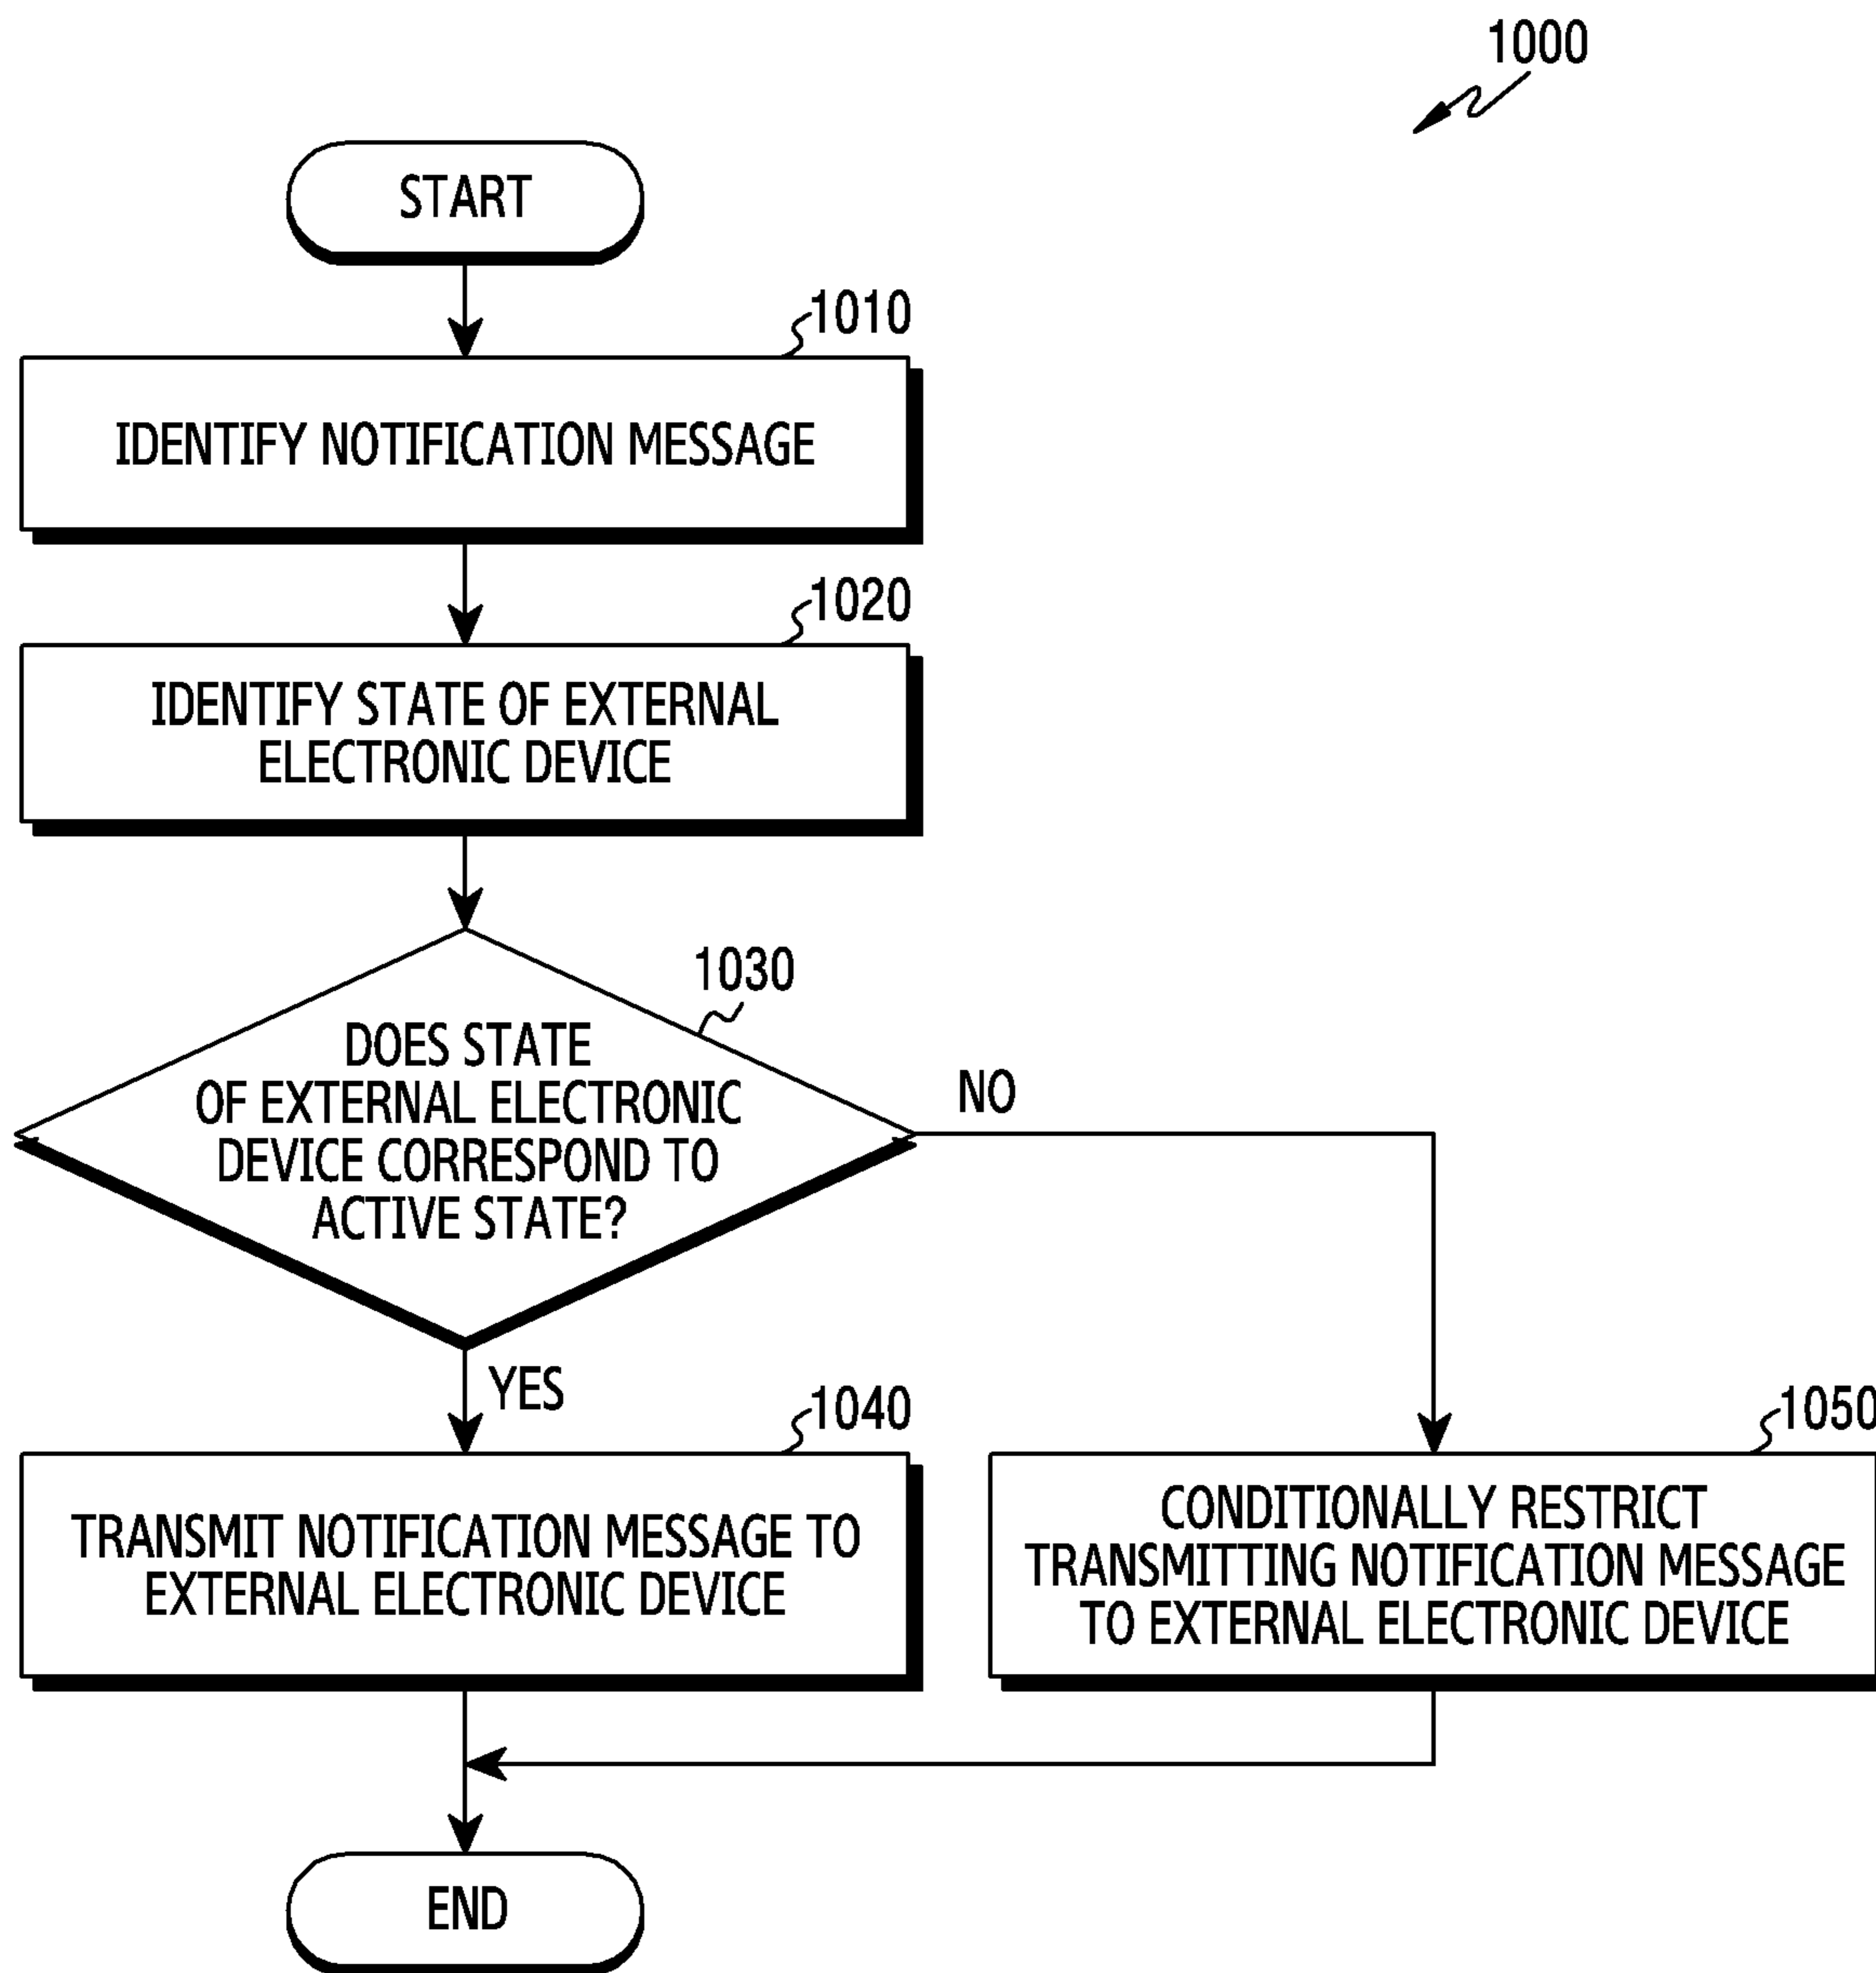 1000
START
1010
IDENTIFY NOTIFICATION MESSAGE
1020
IDENTIFY STATE OF EXTERNAL
ELECTRONIC DEVICE
1030
DOES STATE
OF EXTERNAL ELECTRONIC
DEVICE CORRESPOND TO
ACTIVE STATE?
NO
YES
1040
TRANSMIT NOTIFICATION MESSAGE TO
EXTERNAL ELECTRONIC DEVICE
1050
CONDITIONALLY RESTRICT
TRANSMITTING NOTIFICATION MESSAGE
TO EXTERNAL ELECTRONIC DEVICE
END